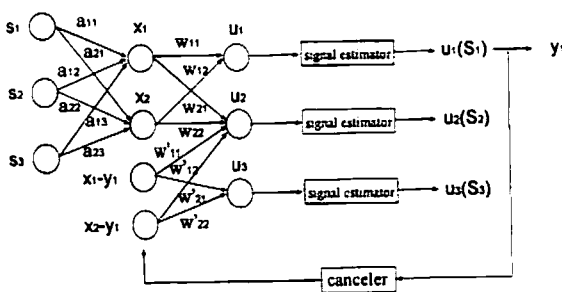 S1 a11 x1 w11 u1 signal estimator u1(S1) y1
a21 w12
S2 a12 w21
a22 x2 w22 u2 signal estimator u2(S2)
a13
S3 a23 w'11
x1-y1 w'12 u3 signal estimator u3(S3)
w'21
x2-y1 w'22
canceler